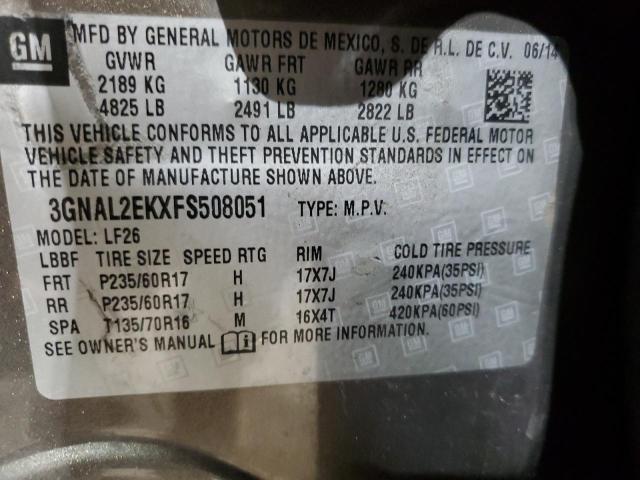 GM
MFD BY GENERAL MOTORS DE MEXICO, S. DE R.L. DE C.V. 06/14
GVWR GAWR FRT GAWR RR
2189 KG 1130 KG 1280 KG
4825 LB 2491 LB 2822 LB
THIS VEHICLE CONFORMS TO ALL APPLICABLE U.S. FEDERAL MOTOR
VEHICLE SAFETY AND THEFT PREVENTION STANDARDS IN EFFECT ON
THE DATE OF MANUFACTURE SHOWN ABOVE.
3GNAL2EKXFS508051 TYPE: M.P.V.
MODEL: LF26
LBBF TIRE SIZE SPEED RTG RIM COLD TIRE PRESSURE
FRT P235/60R17 H 17X7J 240KPA(35PSI)
RR P235/60R17 H 17X7J 240KPA(35PSI)
SPA T135/70R16 M 16X4T 420KPA(60PSI)
SEE OWNER'S MANUAL FOR MORE INFORMATION.